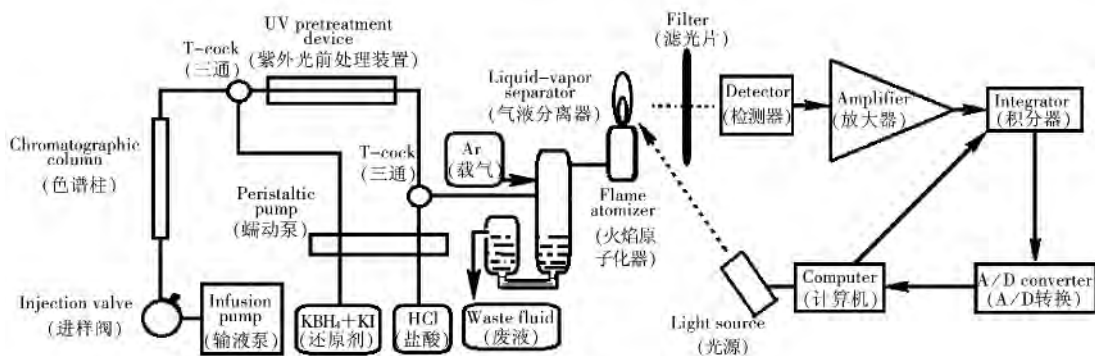 UV pretreatment
device
(紫外光前处理装置)
T-cock
(三通)
Chromatographic
column
(色谱柱)
Injection valve
(进样阀)
Infusion
pump
(输液泵)
Peristaltic
pump
(蠕动泵)
KBH₄+KI
(还原剂)
HCl
(盐酸)
T-cock
(三通)
Ar
(载气)
Waste fluid
(废液)
Liquid-vapor
separator
(气液分离器)
Flame
atomizer
(火焰原
子化器)
Filter
(滤光片)
Detector
(检测器)
Amplifier
(放大器)
Integrator
(积分器)
Light source
(光源)
Computer
(计算机)
A/D converter
(A/D转换)